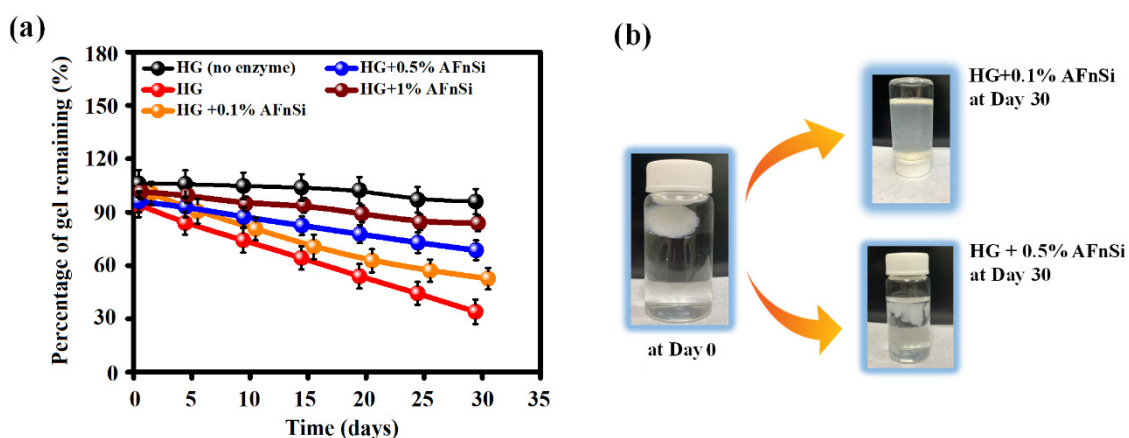 (a)
Percentage of gel remaining (%)
180
150
120
90
60
30
0
HG (no enzyme)
HG
HG +0.1% AFnSi
HG+0.5% AFnSi
HG+1% AFnSi
0 5 10 15 20 25 30 35
Time (days)
(b)
at Day 0
HG+0.1% AFnSi
at Day 30
HG + 0.5% AFnSi
at Day 30